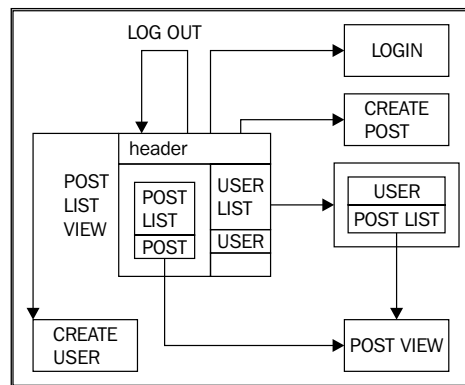 LOG OUT
LOGIN
CREATE
POST
header
POST
LIST
VIEW
POST
LIST
POST
USER
LIST
USER
USER
POST LIST
CREATE
USER
POST VIEW